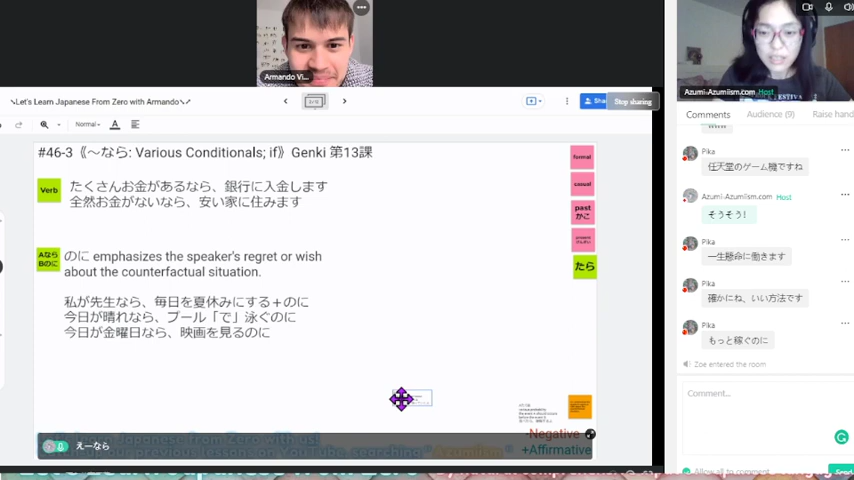 Armando Vi...
Azumi-Azumiism.com Host
⤡Let's Learn Japanese From Zero with Armando⤢
Stop sharing
Normal
Comments Audience (9) Raise hand
#46-3《〜なら: Various Conditionals; if》Genki 第13課
Verb
たくさんお金があるなら、銀行に入金します
全然お金がないなら、安い家に住みます
Aなら
Bのに
のに emphasizes the speaker's regret or wish
about the counterfactual situation.
私が先生なら、毎日を夏休みにする＋のに
今日が晴れなら、プール「で」泳ぐのに
今日が金曜日なら、映画を見るのに
formal
casual
past
かこ
たら
-Negative
+Affirmative
えーなら
Pika
任天堂のゲーム機ですね
Azumi-Azumiism.com Host
そうそう!
Pika
一生懸命に働きます
Pika
確かにね、いい方法です
Pika
もっと稼ぐのに
Zoe entered the room
Comment...
Allow all to comment
Send